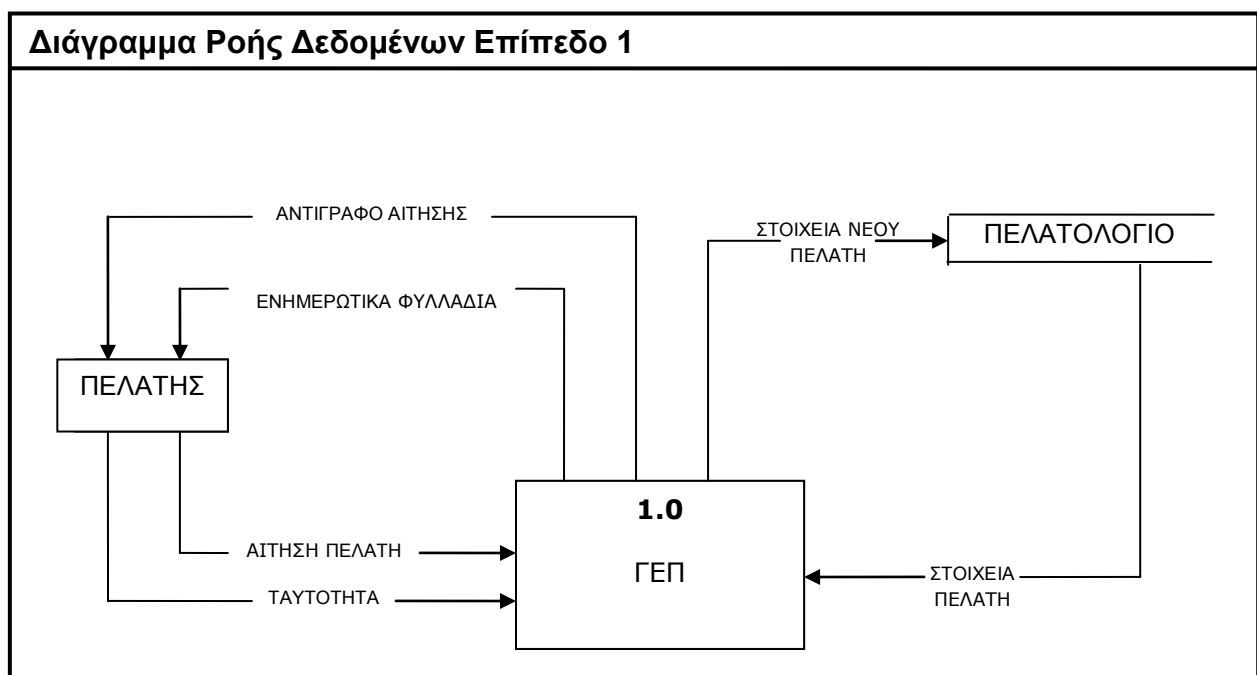 Διάγραμμα Ροής Δεδομένων Επίπεδο 1
ΑΝΤΙΓΡΑΦΟ ΑΙΤΗΣΗΣ
ΣΤΟΙΧΕΙΑ ΝΕΟΥ
ΠΕΛΑΤΗ
ΠΕΛΑΤΟΛΟΓΙΟ
ΕΝΗΜΕΡΩΤΙΚΑ ΦΥΛΛΑΔΙΑ
ΠΕΛΑΤΗΣ
1.0
ΓΕΠ
ΑΙΤΗΣΗ ΠΕΛΑΤΗ
ΤΑΥΤΟΤΗΤΑ
ΣΤΟΙΧΕΙΑ
ΠΕΛΑΤΗ